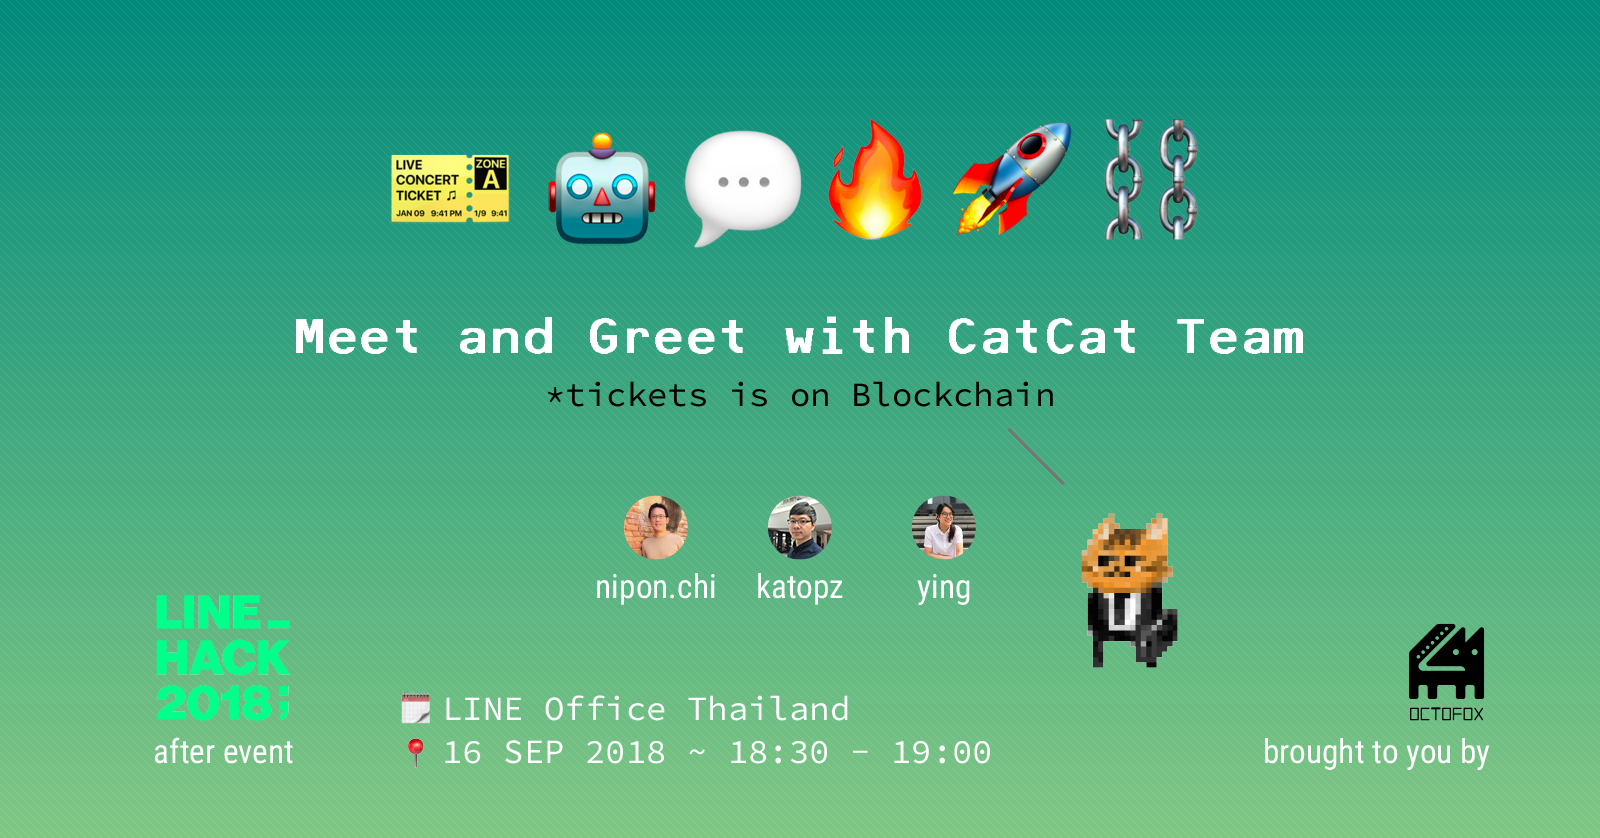 LIVE
CONCERT
TICKET ♫
JAN 09 9:41 PM
ZONE
A
1/9 9:41
Meet and Greet with CatCat Team
*tickets is on Blockchain
nipon.chi
katopz
ying
LINE_
HACK
2018;
after event
LINE Office Thailand
16 SEP 2018 ~ 18:30 - 19:00
OCTOFOX
brought to you by